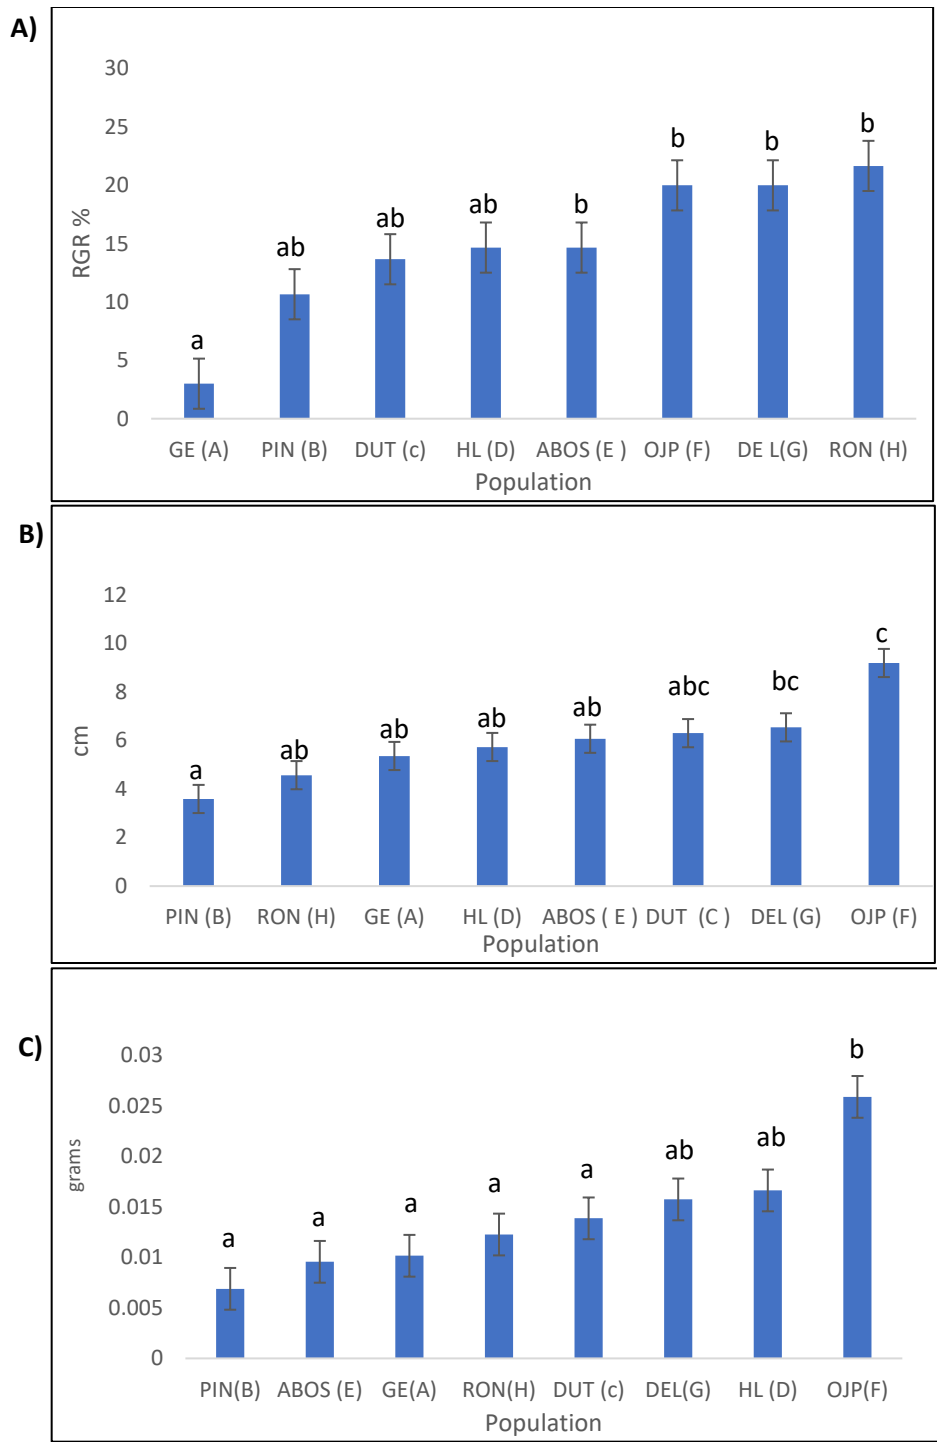 A)
30
25
20
15
10
5
0
RGR %
a
ab
ab
ab
b
b
b
b
GE (A) PIN (B) DUT (c) HL (D) ABOS (E ) OJP (F) DE L(G) RON (H)
Population
B)
12
10
8
6
4
2
0
cm
a
ab
ab
ab
ab
abc
bc
c
PIN (B) RON (H) GE (A) HL (D) ABOS ( E ) DUT (C ) DEL (G) OJP (F)
Population
C)
0.03
0.025
0.02
0.015
0.01
0.005
0
grams
a
a
a
a
a
ab
ab
b
PIN(B) ABOS (E) GE(A) RON(H) DUT (c) DEL(G) HL (D) OJP(F)
Population